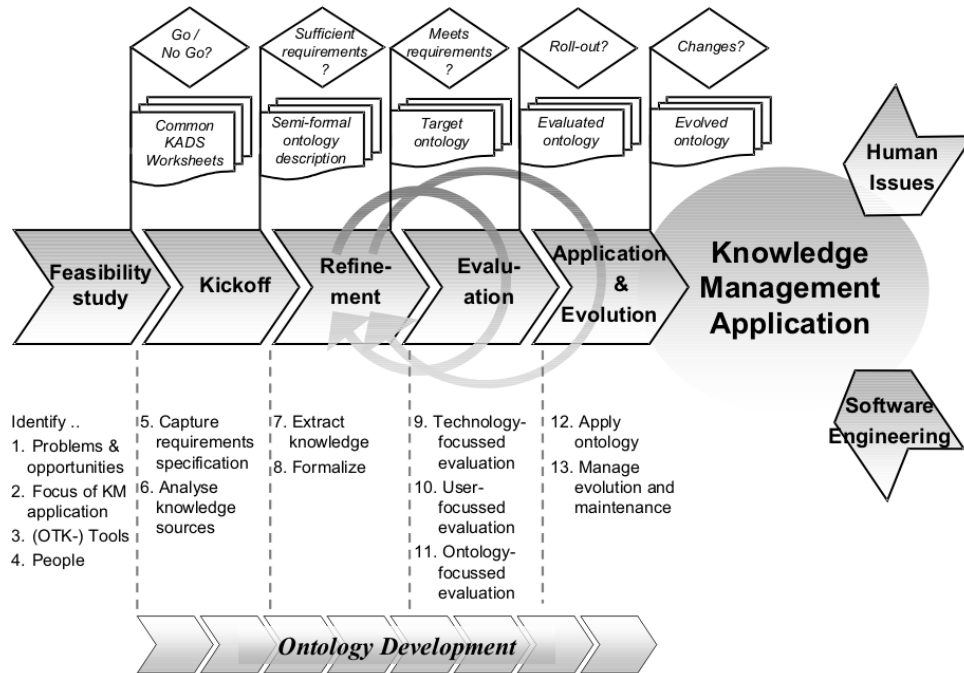 Go /
No Go?
Sufficient
requirements
?
Meets
requirements
?
Roll-out?
Changes?
Common
KADS
Worksheets
Semi-formal
ontology
description
Target
ontology
Evaluated
ontology
Evolved
ontology
Human
Issues
Feasibility
study
Kickoff
Refine-
ment
Evalu-
ation
Application
&
Evolution
Knowledge
Management
Application
Software
Engineering
Identify ..
1. Problems &
opportunities
2. Focus of KM
application
3. (OTK-) Tools
4. People
5. Capture
requirements
specification
6. Analyse
knowledge
sources
7. Extract
knowledge
8. Formalize
9. Technology-
focussed
evaluation
10. User-
focussed
evaluation
11. Ontology-
focussed
evaluation
12. Apply
ontology
13. Manage
evolution and
maintenance
Ontology Development